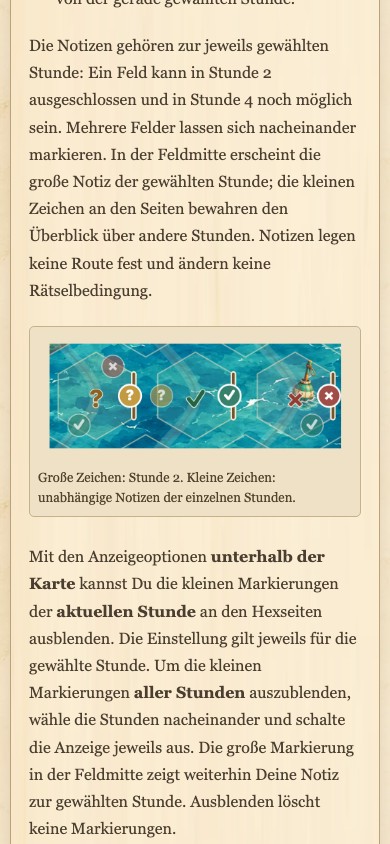 von der gerade gewählten Stunde.
Die Notizen gehören zur jeweils gewählten
Stunde: Ein Feld kann in Stunde 2
ausgeschlossen und in Stunde 4 noch möglich
sein. Mehrere Felder lassen sich nacheinander
markieren. In der Feldmitte erscheint die
große Notiz der gewählten Stunde; die kleinen
Zeichen an den Seiten bewahren den
Überblick über andere Stunden. Notizen legen
keine Route fest und ändern keine
Rätselbedingung.
? ? ?
Große Zeichen: Stunde 2. Kleine Zeichen:
unabhängige Notizen der einzelnen Stunden.
Mit den Anzeigeoptionen unterhalb der
Karte kannst Du die kleinen Markierungen
der aktuellen Stunde an den Hexseiten
ausblenden. Die Einstellung gilt jeweils für die
gewählte Stunde. Um die kleinen
Markierungen aller Stunden auszublenden,
wähle die Stunden nacheinander und schalte
die Anzeige jeweils aus. Die große Markierung
in der Feldmitte zeigt weiterhin Deine Notiz
zur gewählten Stunde. Ausblenden löscht
keine Markierungen.